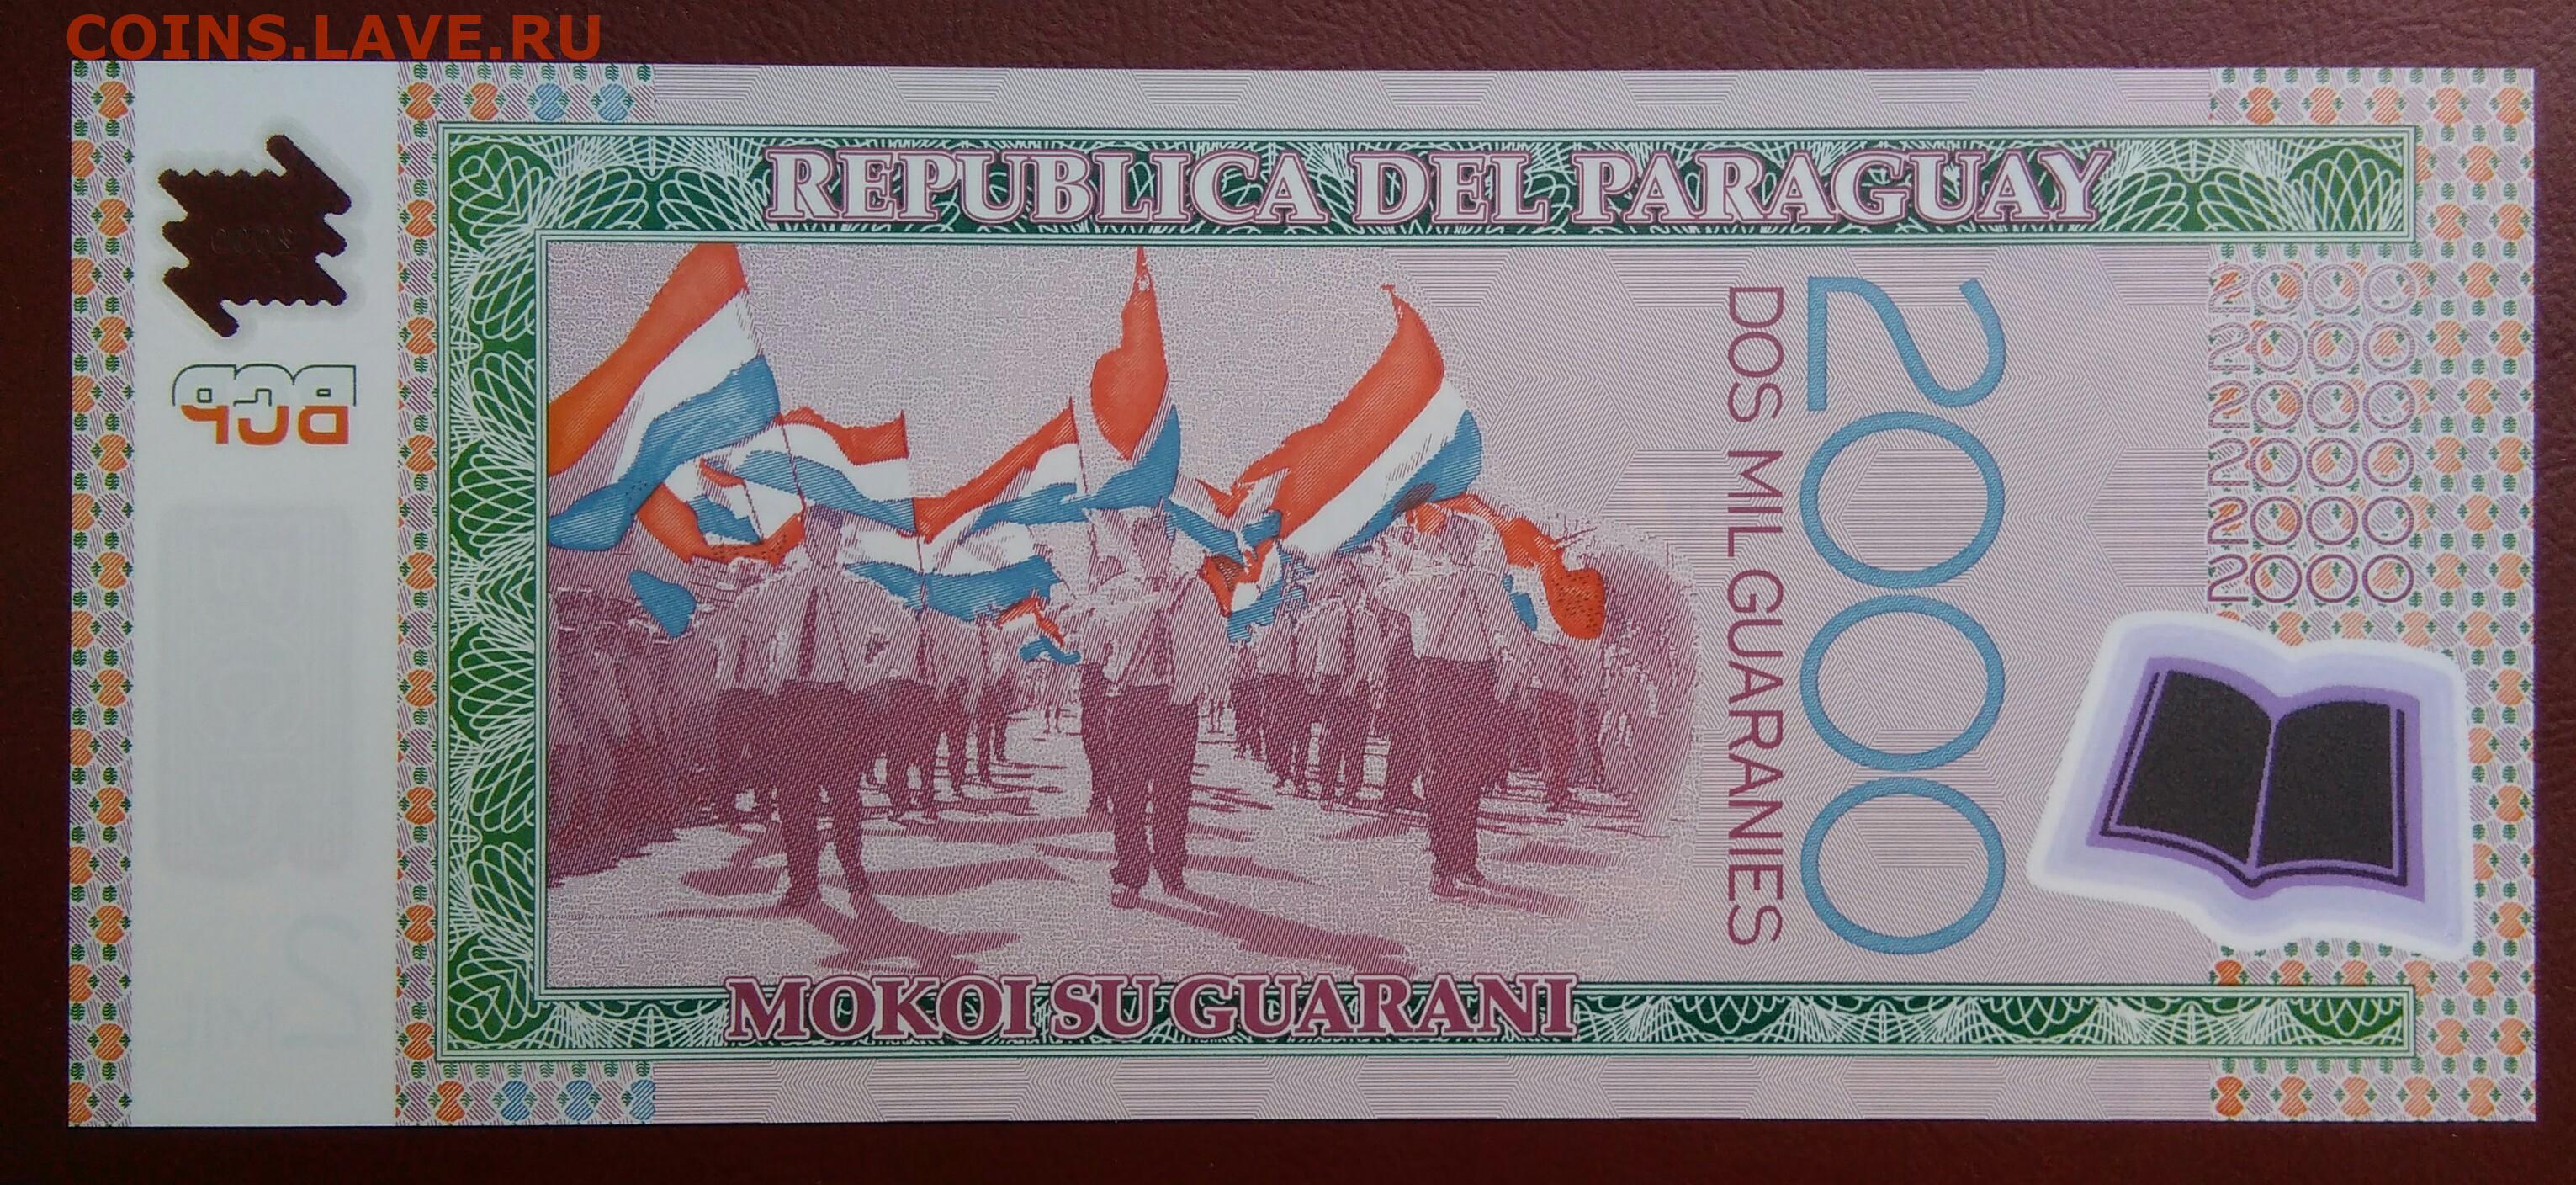 COINS.LAVE.RU
REPUBLICA DEL PARAGUAY
2000
DOS MIL GUARANIES
2000
2000
2000
2000
2000
2000
MOKOI SU GUARANI
BCP